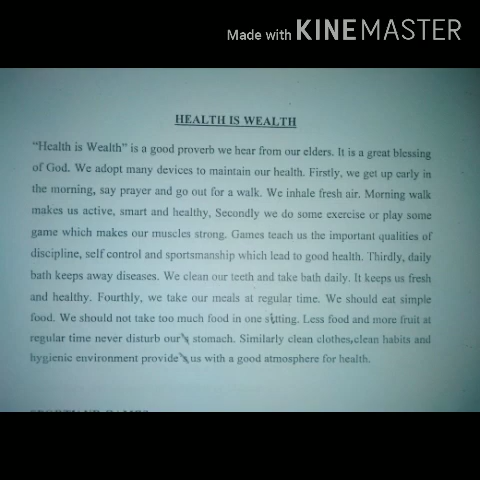 Made with KINEMASTER
HEALTH IS WEALTH
“Health is Wealth” is a good proverb we hear from our elders. It is a great blessing
of God. We adopt many devices to maintain our health. Firstly, we get up early in
the morning, say prayer and go out for a walk. We inhale fresh air. Morning walk
makes us active, smart and healthy, Secondly we do some exercise or play some
game which makes our muscles strong. Games teach us the important qualities of
discipline, self control and sportsmanship which lead to good health. Thirdly, daily
bath keeps away diseases. We clean our teeth and take bath daily. It keeps us fresh
and healthy. Fourthly, we take our meals at regular time. We should eat simple
food. We should not take too much food in one sitting. Less food and more fruit at
regular time never disturb our stomach. Similarly clean clothes,clean habits and
hygienic environment provide us with a good atmosphere for health.